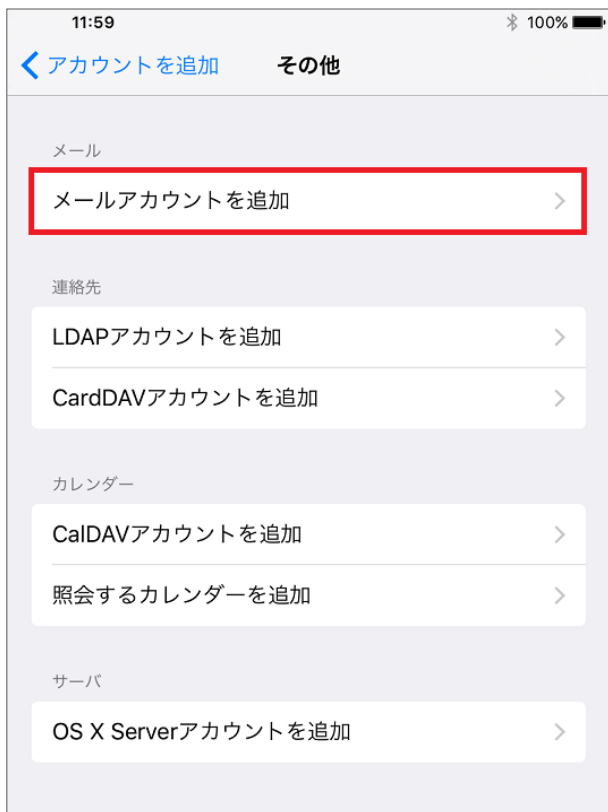 11:59 100%
アカウントを追加 その他
メール
メールアカウントを追加
連絡先
LDAPアカウントを追加
CardDAVアカウントを追加
カレンダー
CalDAVアカウントを追加
照会するカレンダーを追加
サーバ
OS X Serverアカウントを追加